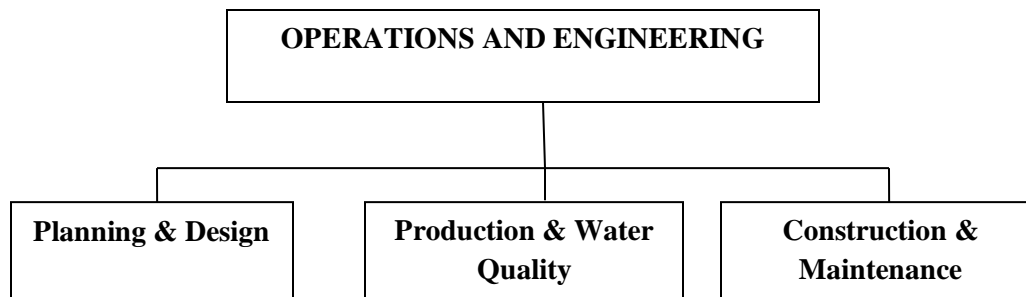 OPERATIONS AND ENGINEERING
Planning & Design
Production & Water
Quality
Construction &
Maintenance